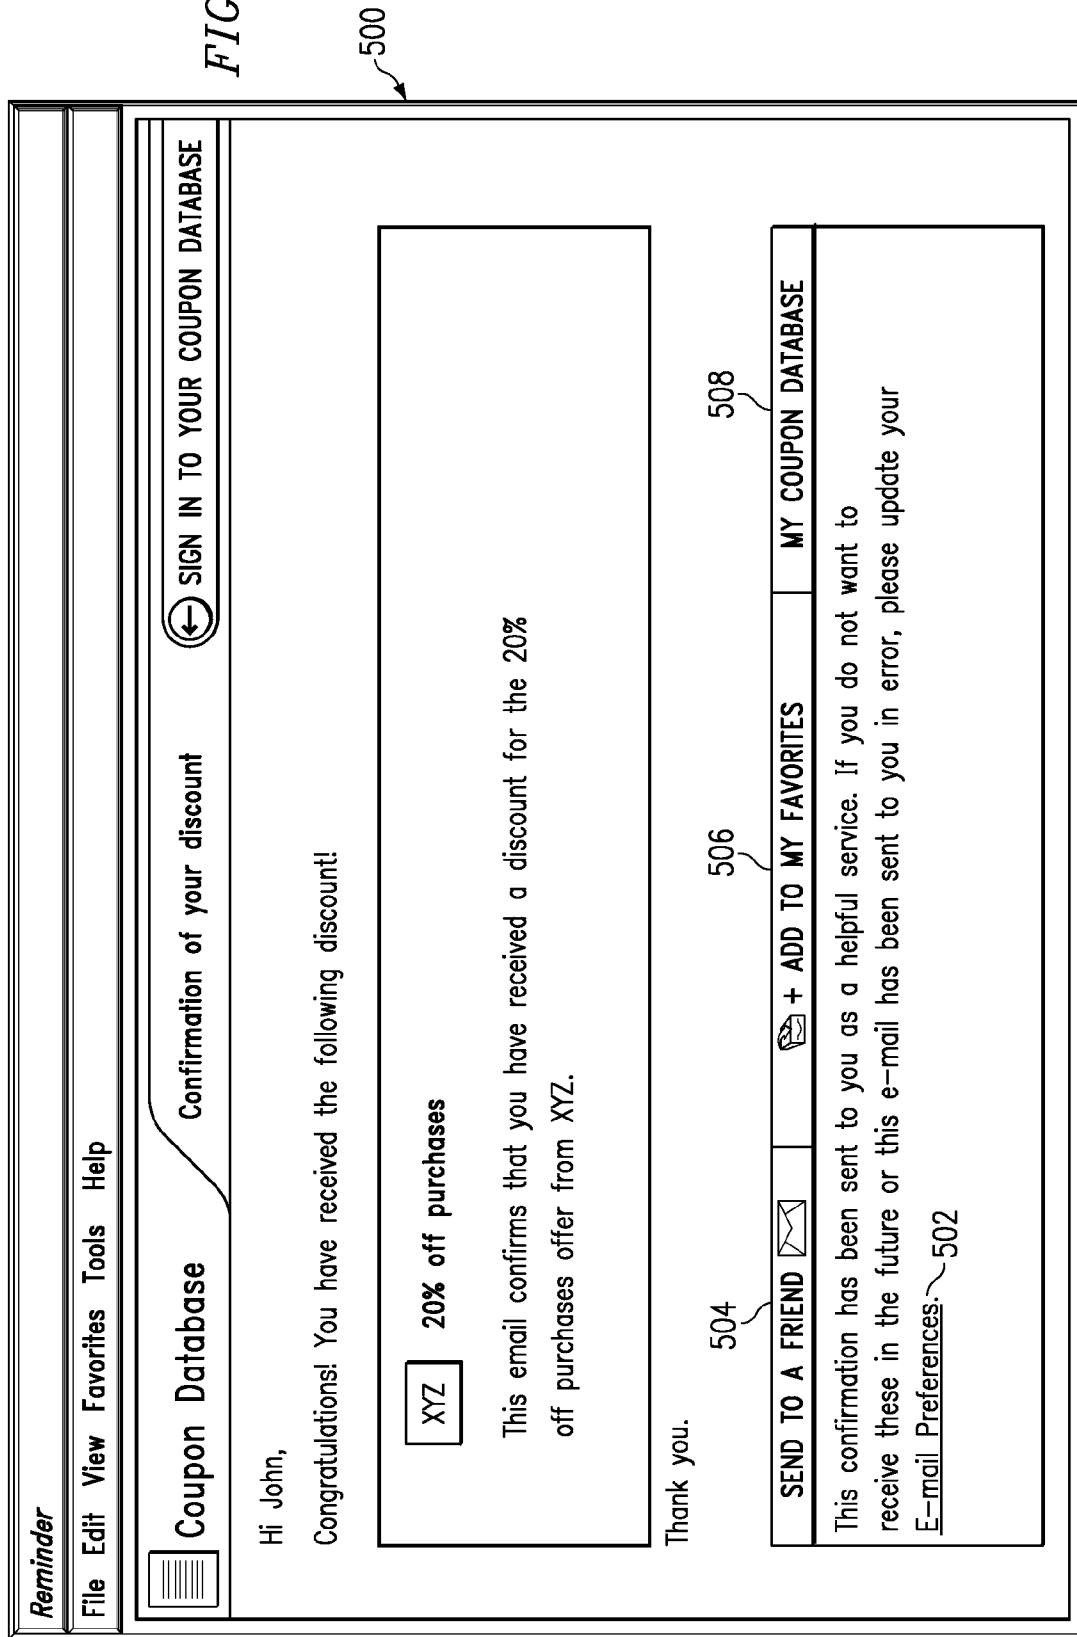 FIG
500
Reminder
File Edit View Favorites Tools Help
Coupon Database
Confirmation of your discount
SIGN IN TO YOUR COUPON DATABASE
Hi John,
Congratulations! You have received the following discount!
XYZ
20% off purchases
This email confirms that you have received a discount for the 20%
off purchases offer from XYZ.
Thank you.
504
506
508
SEND TO A FRIEND
+ ADD TO MY FAVORITES
MY COUPON DATABASE
This confirmation has been sent to you as a helpful service. If you do not want to
receive these in the future or this e-mail has been sent to you in error, please update your
E-mail Preferences.
502